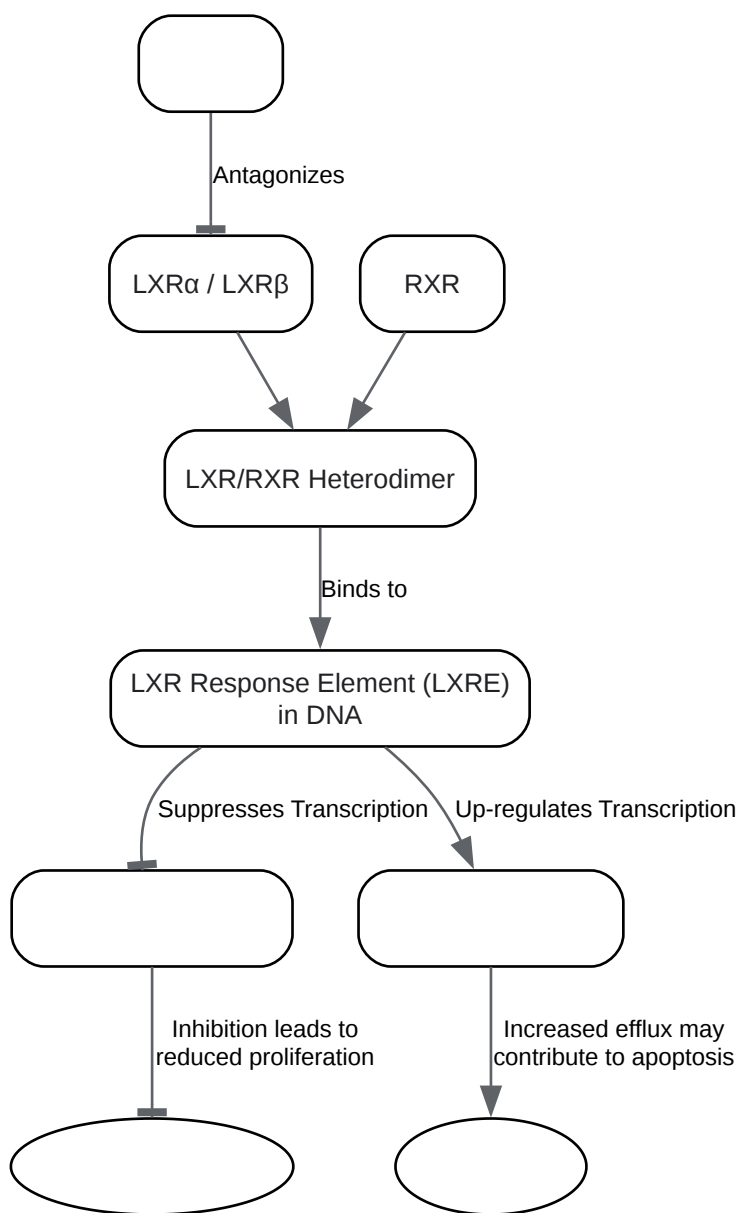 Antagonizes
LXRα / LXRβ
RXR
LXR/RXR Heterodimer
Binds to
LXR Response Element (LXRE)
in DNA
Suppresses Transcription
Up-regulates Transcription
Inhibition leads to
reduced proliferation
Increased efflux may
contribute to apoptosis